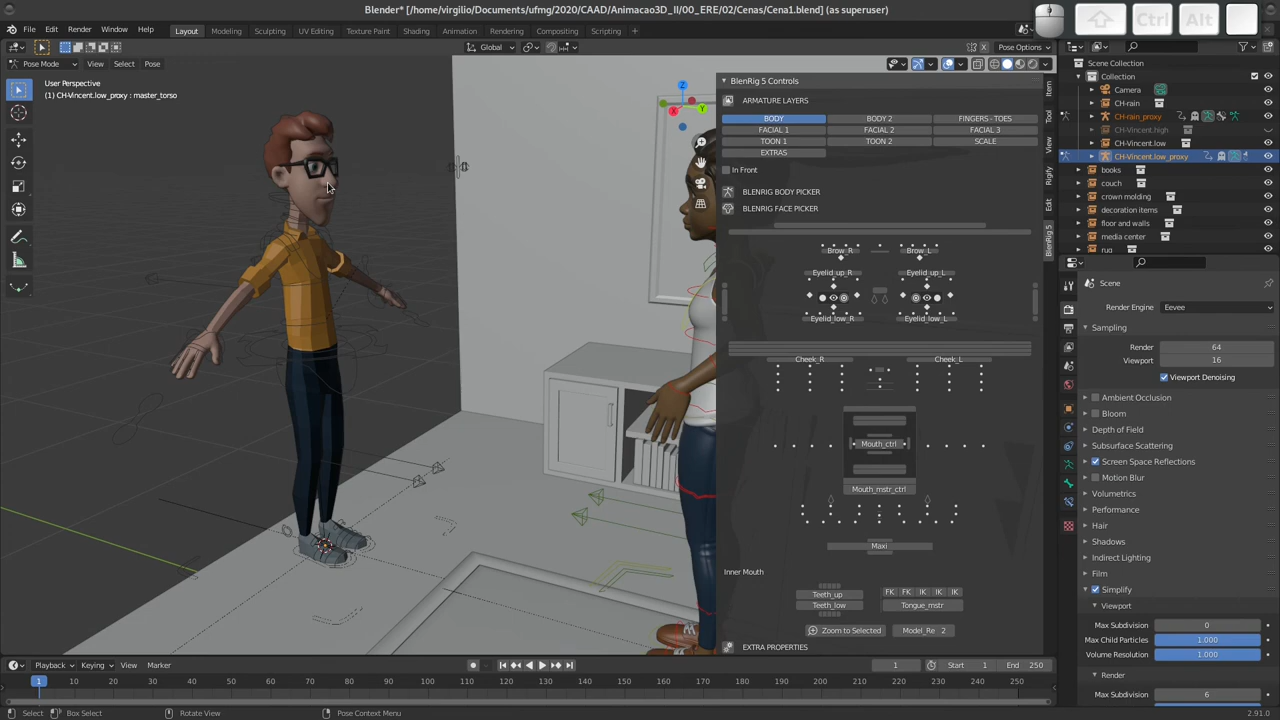 Blender* [/home/virgilio/Documents/ufmg/2020/CAAD/Animacao3D_II/00_ERE/02/Cenas/Cena1.blend] (as superuser)
File Edit Render Window Help Layout Modeling Sculpting UV Editing Texture Paint Shading Animation Rendering Compositing Scripting +
Ctrl Alt
Global Pose Options
Pose Mode View Select Pose
User Perspective
(1) CH-Vincent.low_proxy : master_torso
Z
Y
X
BlenRig 5 Controls
ARMATURE LAYERS
BODY BODY 2 FINGERS - TOES
FACIAL 1 FACIAL 2 FACIAL 3
TOON 1 TOON 2 SCALE
EXTRAS
In Front
BLENRIG BODY PICKER
BLENRIG FACE PICKER
Brow_R Brow_L
Eyelid_up_R Eyelid_up_L
Eyelid_low_R Eyelid_low_L
Cheek_R Cheek_L
Mouth_ctrl
Mouth_mstr_ctrl
Maxi
Inner Mouth
FK FK IK IK IK
Teeth_up
Teeth_low Tongue_mstr
Zoom to Selected Model_Re 2
EXTRA PROPERTIES
Item
Tool
View
Rigify
Edit
BlenRig 5
Scene Collection
Collection
Camera
CH-rain
CH-rain_proxy
CH-Vincent.high
CH-Vincent.low
CH-Vincent.low_proxy
books
couch
crown molding
decoration items
floor and walls
media center
rug
Scene
Render Engine Eevee
Sampling
Render 64
Viewport 16
Viewport Denoising
Ambient Occlusion
Bloom
Depth of Field
Subsurface Scattering
Screen Space Reflections
Motion Blur
Volumetrics
Performance
Hair
Shadows
Indirect Lighting
Film
Simplify
Viewport
Max Subdivision 0
Max Child Particles 1.000
Volume Resolution 1.000
Render
Max Subdivision 6
Playback Keying View Marker 1 Start 1 End 250
1 10 20 30 40 50 60 70 80 90 100 110 120 130 140 150 160 170 180 190 200 210 220 230 240 250
Select Box Select Rotate View Pose Context Menu 2.91.0